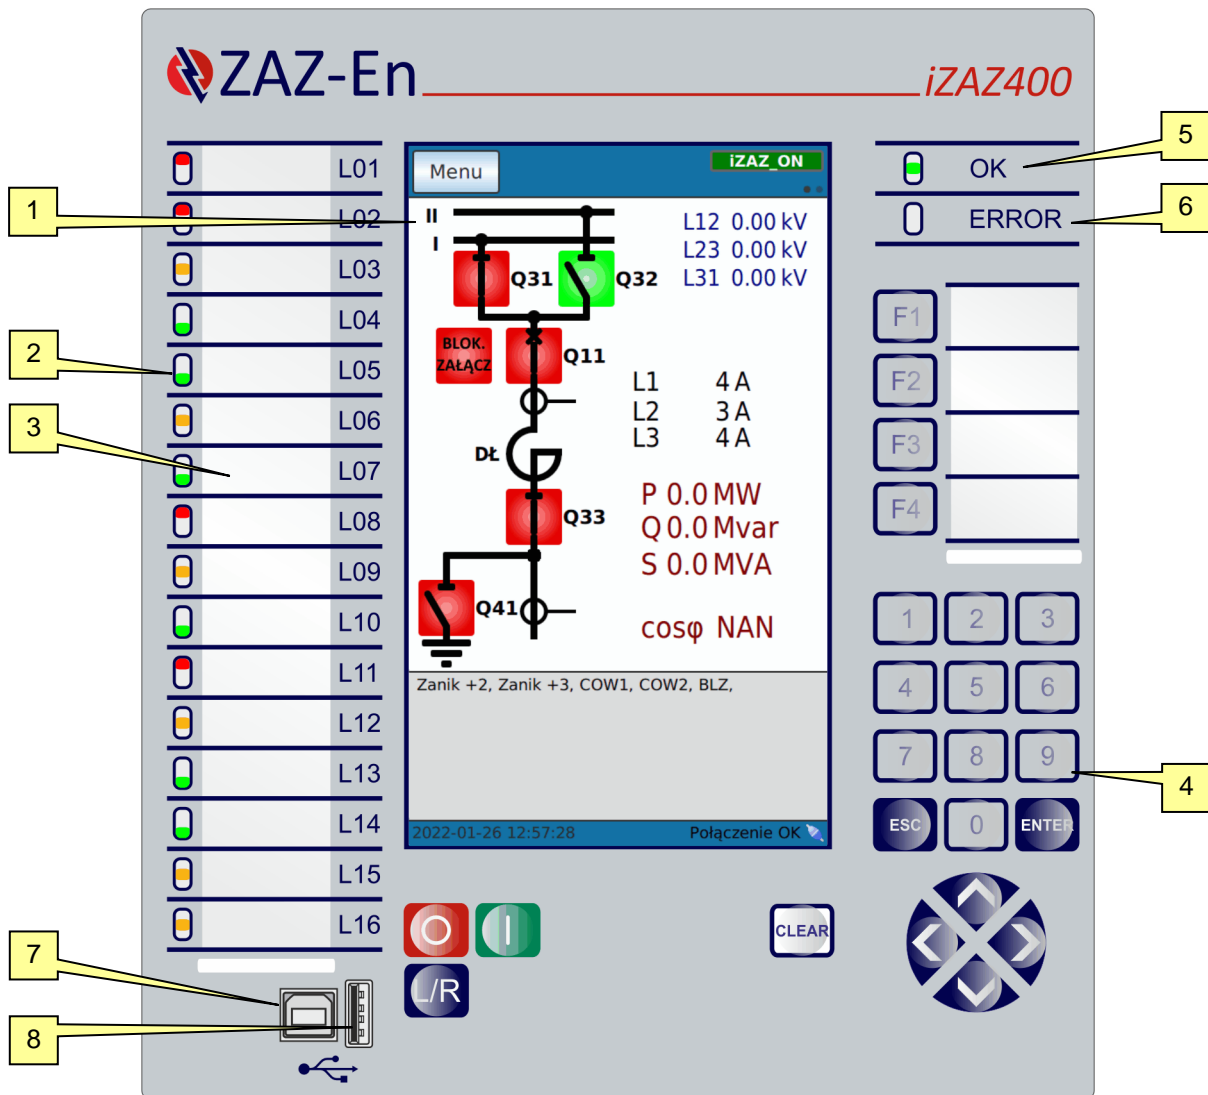 ZAZ-En
iZAZ400
L01
L02
L03
L04
L05
L06
L07
L08
L09
L10
L11
L12
L13
L14
L15
L16
Menu
iZAZ_ON
II
I
L12 0.00 kV
L23 0.00 kV
L31 0.00 kV
Q31
Q32
BLOK.
ZAŁĄCZ
Q11
L1 4 A
L2 3 A
L3 4 A
DŁ
P 0.0 MW
Q 0.0 Mvar
S 0.0 MVA
Q33
Q41
cosφ NAN
Zanik +2, Zanik +3, COW1, COW2, BLZ,
2022-01-26 12:57:28
Połączenie OK
OK
ERROR
F1
F2
F3
F4
1 2 3
4 5 6
7 8 9
ESC 0 ENTER
O I
CLEAR
L/R
1
2
3
4
5
6
7
8